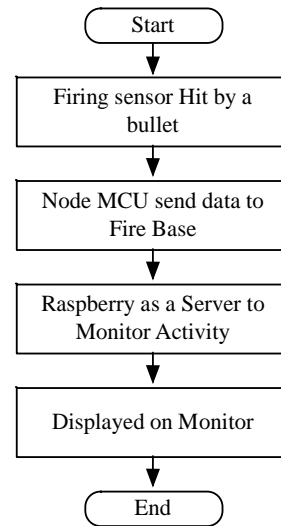 Start
Firing sensor Hit by a
bullet
Node MCU send data to
Fire Base
Raspberry as a Server to
Monitor Activity
Displayed on Monitor
End